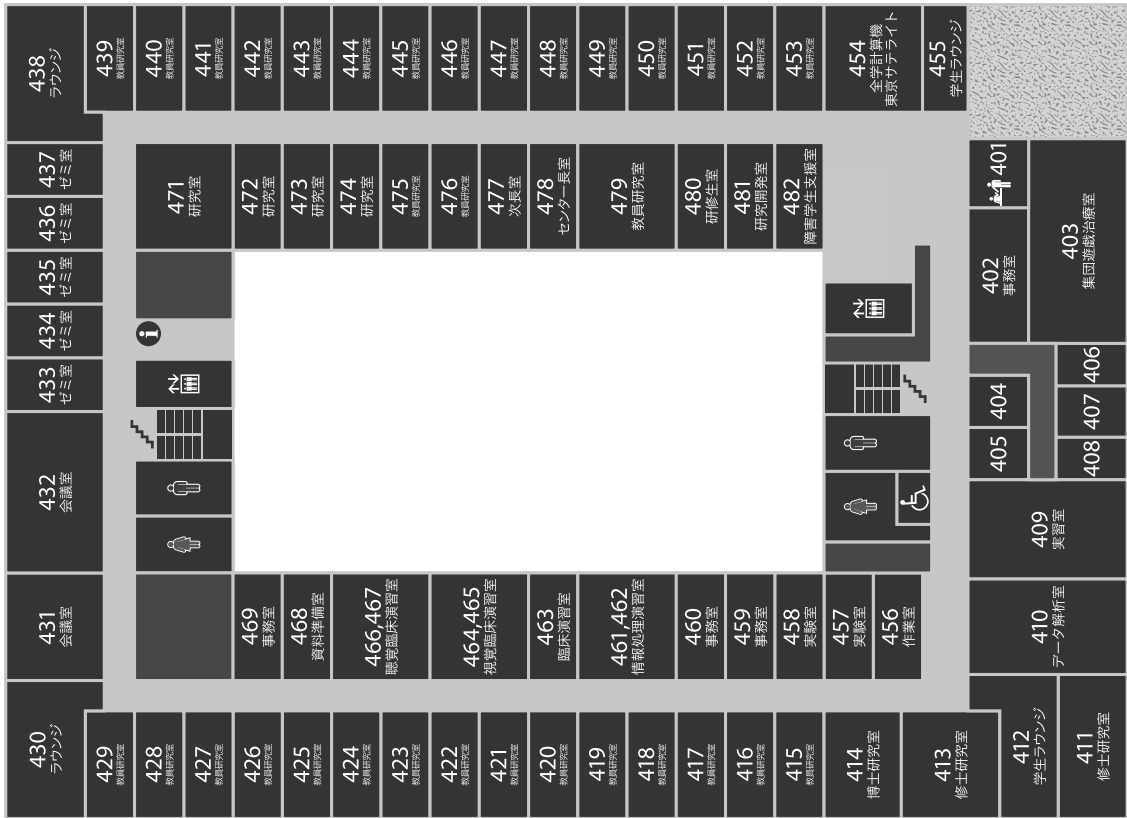 438
ラウンジ
439
教員研究室
440
教員研究室
441
教員研究室
442
教員研究室
443
教員研究室
444
教員研究室
445
教員研究室
446
教員研究室
447
教員研究室
448
教員研究室
449
教員研究室
450
教員研究室
451
教員研究室
452
教員研究室
453
教員研究室
454
全学計算機
東京サテライト
455
学生ラウンジ
437
ゼミ室
436
ゼミ室
435
ゼミ室
434
ゼミ室
433
ゼミ室
432
会議室
431
会議室
430
ラウンジ
471
研究室
472
研究室
473
研究室
474
研究室
475
教員研究室
476
教員研究室
477
次長室
478
センター長室
479
教員研究室
480
研修生室
481
研究開発室
482
障害学生支援室
401
402
事務室
403
集団遊戯治療室
404
405
406
407
408
409
実習室
410
データ解析室
i
469
事務室
468
資料準備室
466,467
聴覚臨床演習室
464,465
視覚臨床演習室
463
臨床演習室
461,462
情報処理演習室
460
事務室
459
事務室
458
実験室
457
実験室
456
作業室
429
教員研究室
428
教員研究室
427
教員研究室
426
教員研究室
425
教員研究室
424
教員研究室
423
教員研究室
422
教員研究室
421
教員研究室
420
教員研究室
419
教員研究室
418
教員研究室
417
教員研究室
416
教員研究室
415
教員研究室
414
博士研究室
413
修士研究室
412
学生ラウンジ
411
修士研究室